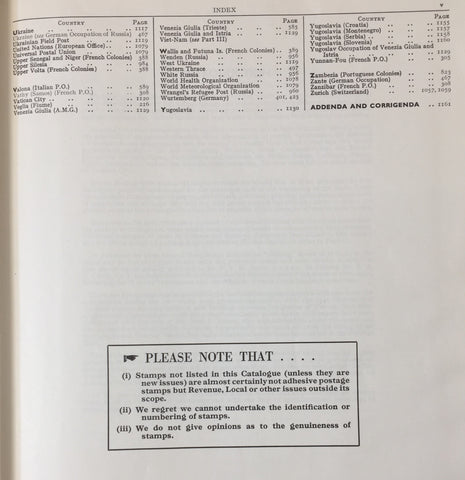 INDEX
v
COUNTRY PAGE
Ukraine .. .. .. .. 1117
Ukraine (see German Occupation of Russia) 467
Ukrainian Field Post .. .. 1119
United Nations (European Office) .. .. 1079
Universal Postal Union .. .. 1079
Upper Senegal and Niger (French Colonies) 388
Upper Silesia .. .. .. 984
Upper Volta (French Colonies) .. 388
Valona (Italian P.O.) .. .. 589
Vathy (Samos) (French P.O.) .. 308
Vatican City .. .. .. 1120
Veglia (Fiume) .. .. .. 226
Venezia Giulia (A.M.G.) .. .. 1129
COUNTRY PAGE
Venezia Giulia (Trieste) .. .. 585
Venezia Giulia and Istria .. .. 1129
Viet-Nam (see Part III)
Wallis and Futuna Is. (French Colonies) .. 389
Wenden (Russia) .. .. .. 956
West Ukraine .. .. .. 1119
Western Thrace .. .. .. 497
White Russia .. .. .. 956
World Health Organization .. .. 1078
World Meteorological Organization .. 1079
Wrangel's Refugee Post (Russia) .. 960
Wurtemberg (Germany) .. .. 401, 423
Yugoslavia .. .. .. .. 1130
COUNTRY PAGE
Yugoslavia (Croatia) .. .. 1155
Yugoslavia (Montenegro) .. .. 1158
Yugoslavia (Serbia) .. .. .. 1158
Yugoslavia (Slovenia) .. .. 1160
Yugoslav Occupation of Venezia Giulia and
Istria .. .. .. .. 1129
Yunnan-Fou (French P.O.) .. .. 305
Zambezia (Portuguese Colonies) .. 823
Zante (German Occupation) .. .. 467
Zanzibar (French P.O.) .. .. 308
Zurich (Switzerland) .. .. 1057, 1059
ADDENDA AND CORRIGENDA .. 1161
☛ PLEASE NOTE THAT . . . .
(i) Stamps not listed in this Catalogue (unless they are
new issues) are almost certainly not adhesive postage
stamps but Revenue, Local or other issues outside its
scope.
(ii) We regret we cannot undertake the identification or
numbering of stamps.
(iii) We do not give opinions as to the genuineness of
stamps.